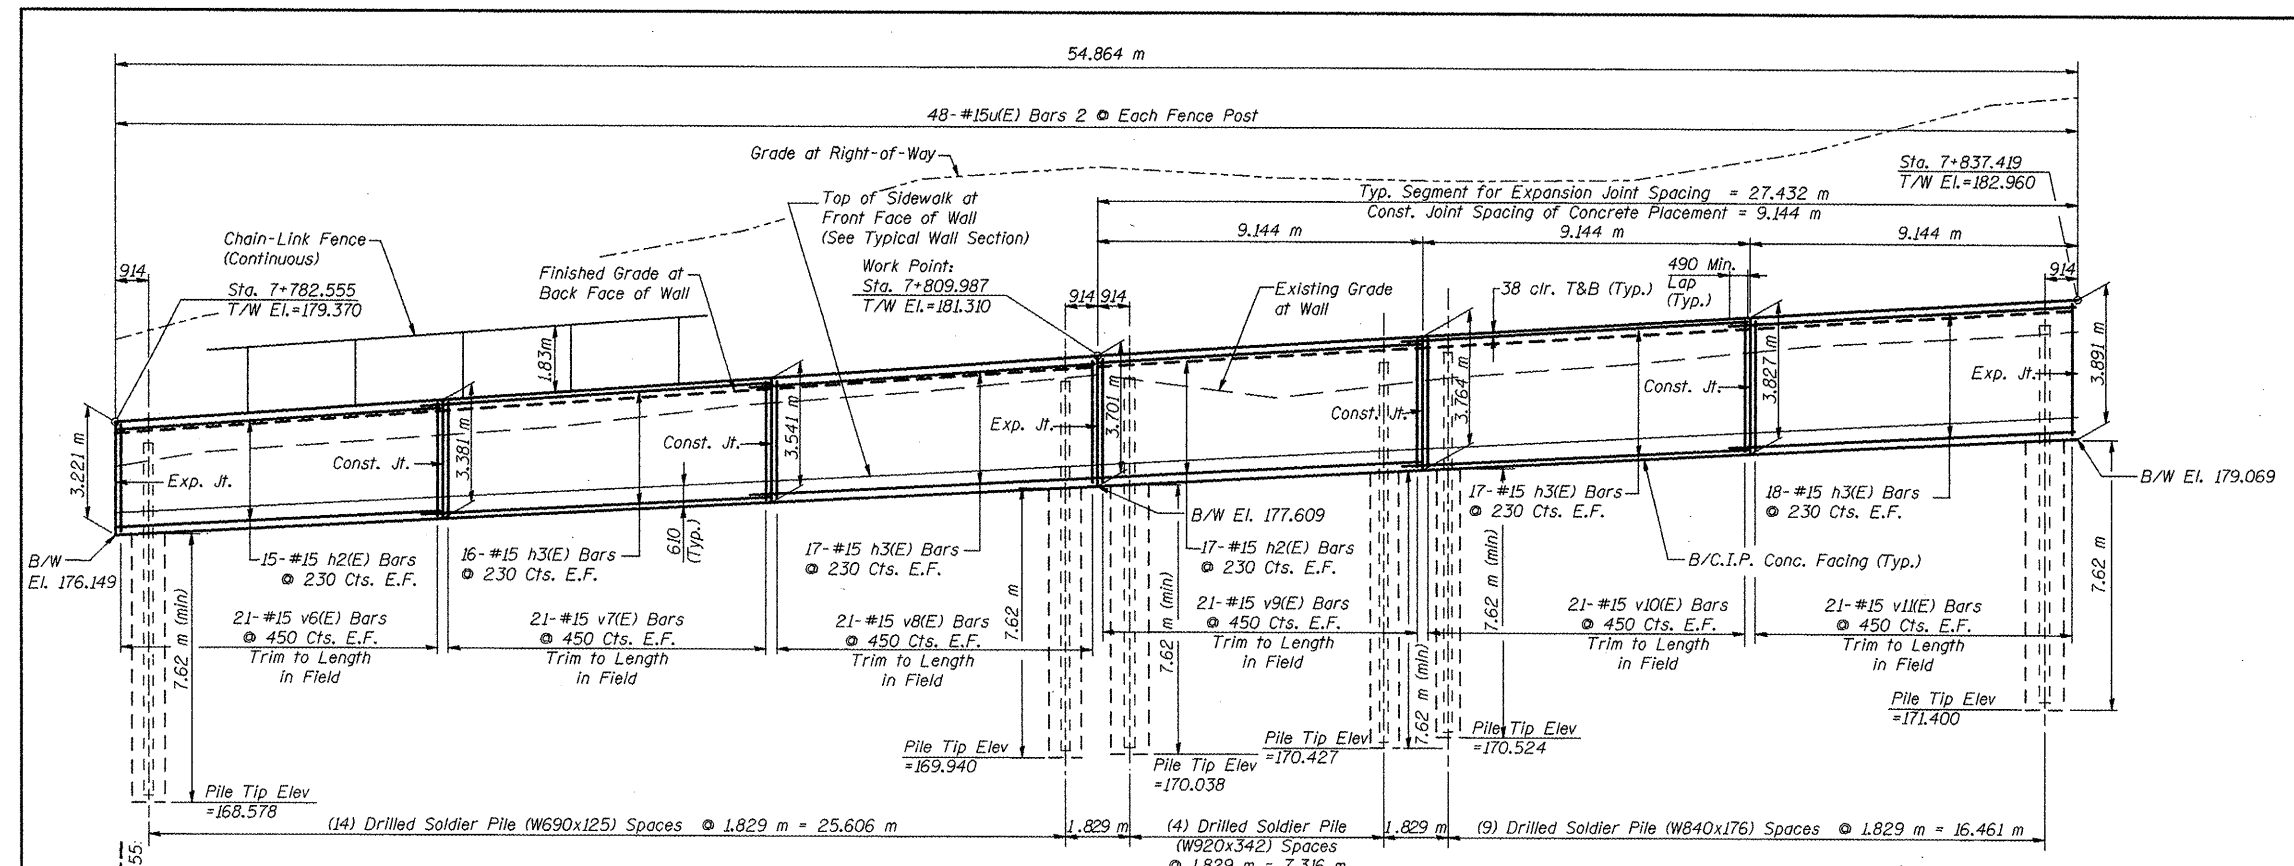 54.864 m
48-#15u(E) Bars 2 @ Each Fence Post
Grade at Right-of-Way
Sta. 7+837.419
T/W El.=182.960
Typ. Segment for Expansion Joint Spacing = 27.432 m
Const. Joint Spacing of Concrete Placement = 9.144 m
Top of Sidewalk at
Front Face of Wall
(See Typical Wall Section)
9.144 m
9.144 m
9.144 m
Chain-Link Fence
(Continuous)
914
Sta. 7+782.555
T/W El.=179.370
Finished Grade at
Back Face of Wall
Work Point:
Sta. 7+809.987
T/W El.=181.310
914
914
Existing Grade
at Wall
38 clr. T&B (Typ.)
490 Min.
Lap
(Typ.)
914
1.83m
3.221 m
3.381 m
3.541 m
3.701 m
3.764 m
3.827 m
3.891 m
Exp. Jt.
Const. Jt.
Const. Jt.
Exp. Jt.
Const. Jt.
Const. Jt.
Exp. Jt.
B/W
El. 176.149
15-#15 h2(E) Bars
@ 230 Cts. E.F.
16-#15 h3(E) Bars
@ 230 Cts. E.F.
610
(Typ.)
17-#15 h3(E) Bars
@ 230 Cts. E.F.
B/W El. 177.609
17-#15 h2(E) Bars
@ 230 Cts. E.F.
17-#15 h3(E) Bars
@ 230 Cts. E.F.
18-#15 h3(E) Bars
@ 230 Cts. E.F.
B/W El. 179.069
B/C.I.P. Conc. Facing (Typ.)
21-#15 v6(E) Bars
@ 450 Cts. E.F.
Trim to Length
in Field
21-#15 v7(E) Bars
@ 450 Cts. E.F.
Trim to Length
in Field
21-#15 v8(E) Bars
@ 450 Cts. E.F.
Trim to Length
in Field
21-#15 v9(E) Bars
@ 450 Cts. E.F.
Trim to Length
in Field
21-#15 v10(E) Bars
@ 450 Cts. E.F.
Trim to Length
in Field
21-#15 v11(E) Bars
@ 450 Cts. E.F.
Trim to Length
in Field
7.62 m (min)
7.62 m
7.62 m (min)
7.62 m (min)
7.62 m (min)
7.62 m
Pile Tip Elev
=168.578
Pile Tip Elev
=169.940
Pile Tip Elev
=170.038
Pile Tip Elev
=170.427
Pile Tip Elev
=170.524
Pile Tip Elev
=171.400
(14) Drilled Soldier Pile (W690x125) Spaces @ 1.829 m = 25.606 m
1.829 m
(4) Drilled Soldier Pile
(W920x342) Spaces
@ 1.829 m = 7.316 m
1.829 m
(9) Drilled Soldier Pile (W840x176) Spaces @ 1.829 m = 16.461 m